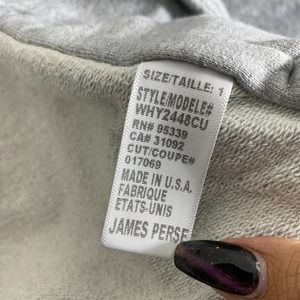 SIZE/TAILLE: 1
STYLE/MODELE#
WHY2448CU
RN# 95339
CA# 31092
CUT/COUPE#
017069
MADE IN U.S.A.
FABRIQUE
ETATS-UNIS
JAMES PERSE